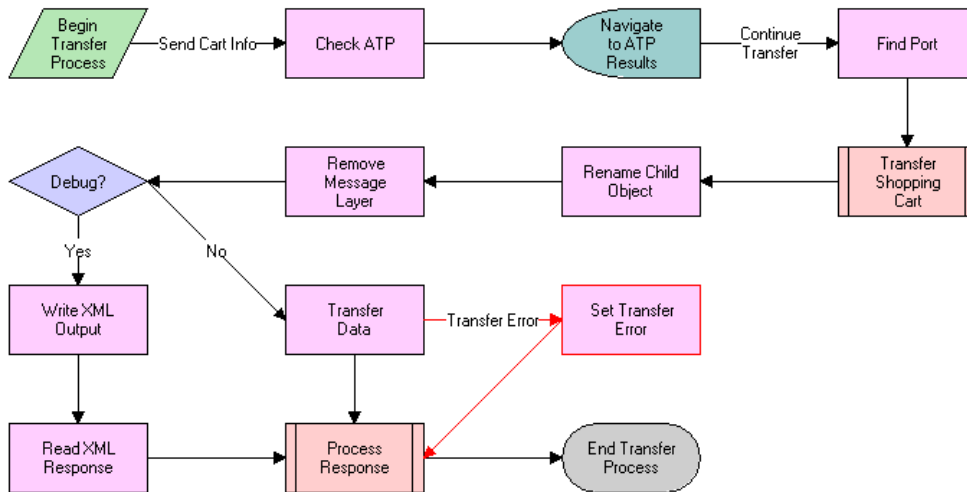 Begin
Transfer
Process
Send Cart Info
Check ATP
Navigate
to ATP
Results
Continue
Transfer
Find Port
Debug?
Remove
Message
Layer
Rename Child
Object
Transfer
Shopping
Cart
Yes
No
Write XML
Output
Transfer
Data
Transfer Error
Set Transfer
Error
Read XML
Response
Process
Response
End Transfer
Process